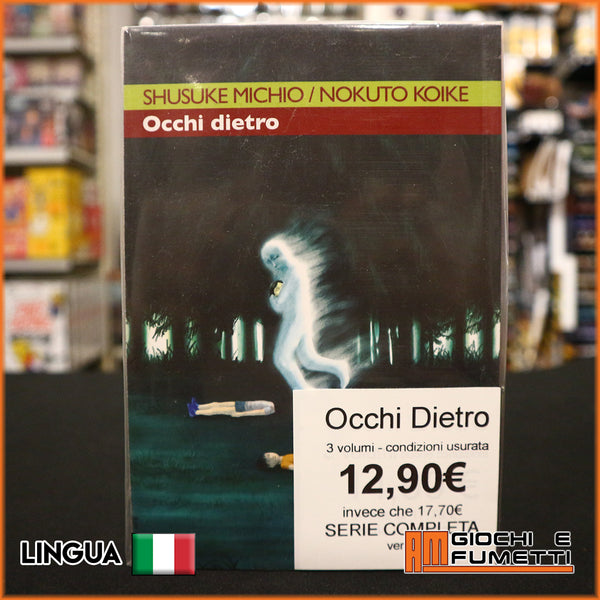 SHUSUKE MICHIO / NOKUTO KOIKE
Occhi dietro
Occhi Dietro
3 volumi - condizioni usurata
12,90€
invece che 17,70€
SERIE COMPLETA
LINGUA
AM GIOCHI E
FUMETTI